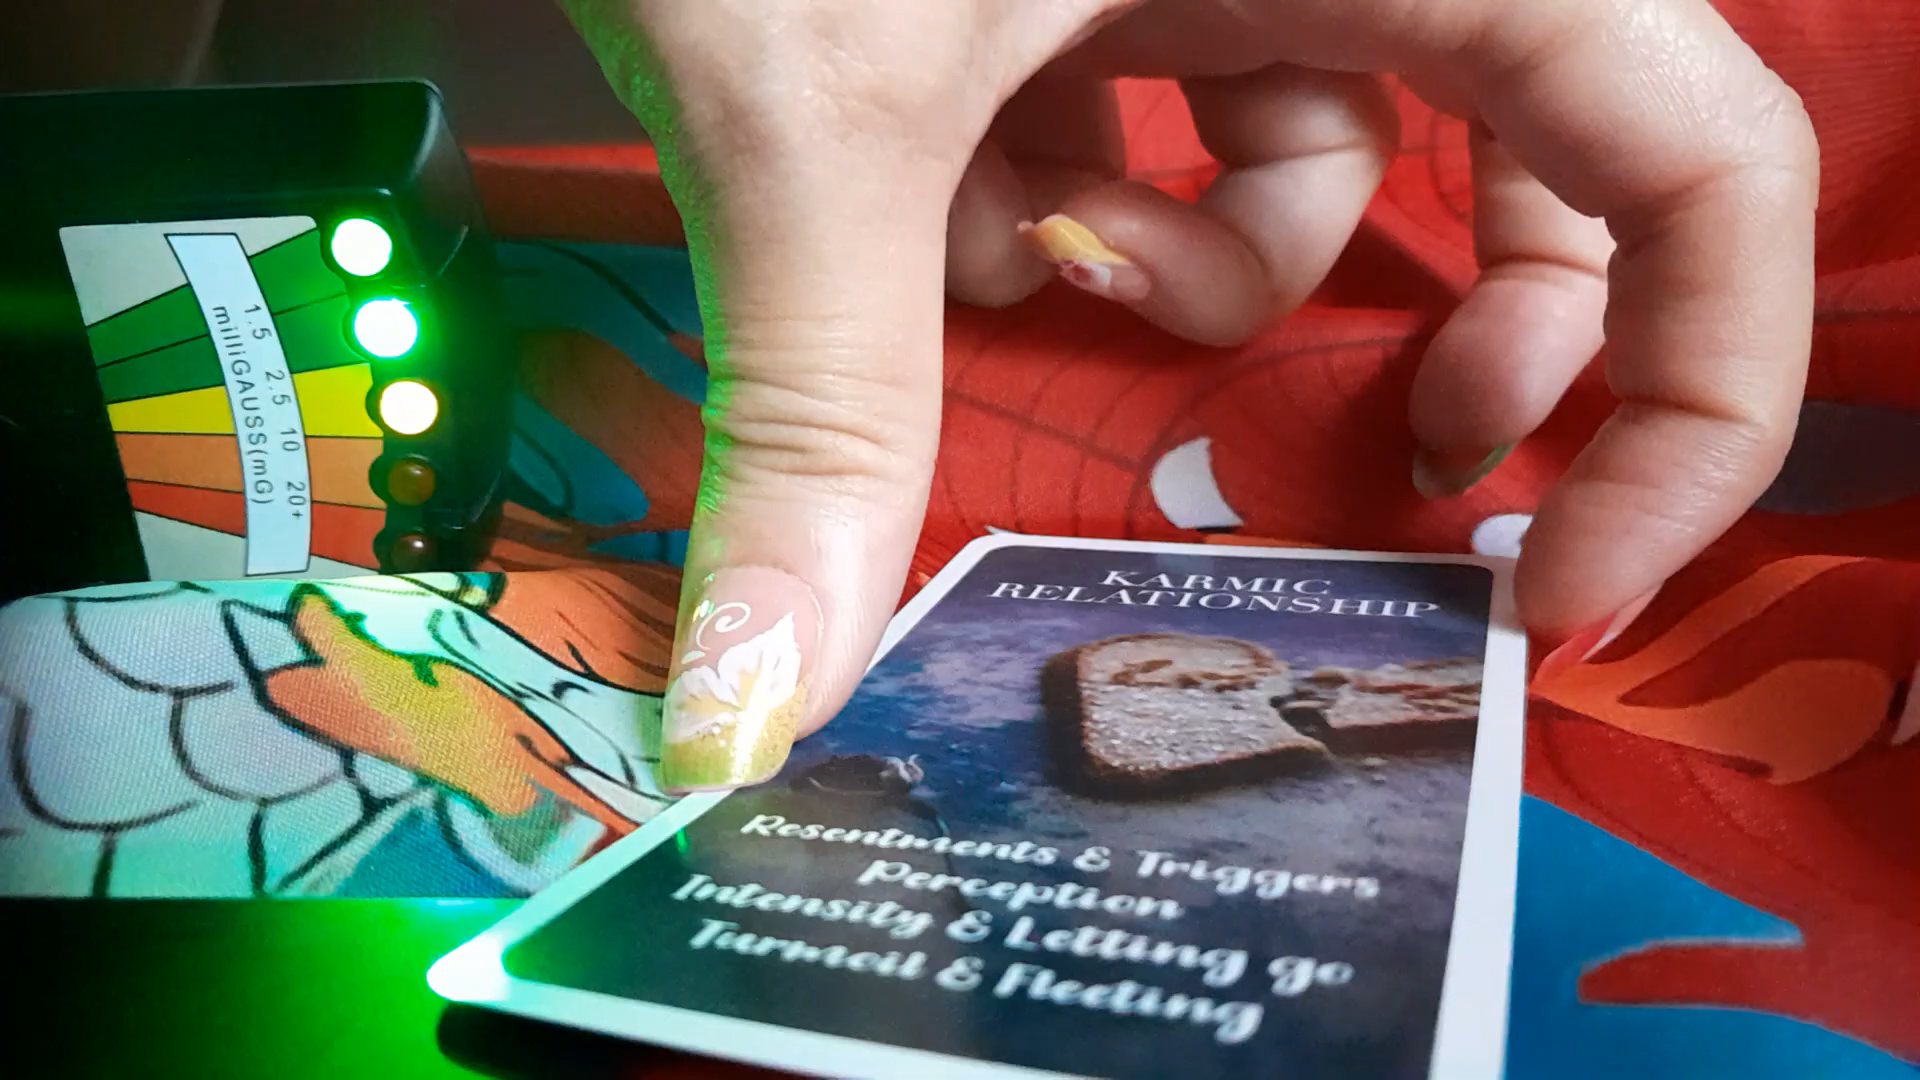 1.5 2.5 10 20+
milliGAUSS(mG)
KARMIC
RELATIONSHIP
Resentments & Triggers
Perception
Intensity & Letting go
Turmoil & Fleeting